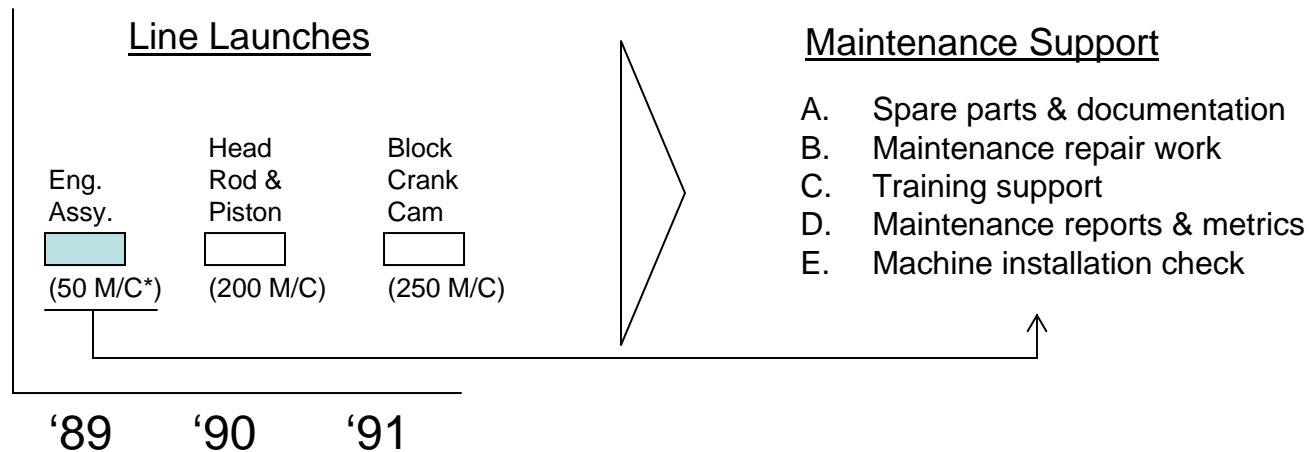 Line Launches
Eng.
Assy.
(50 M/C*)
Head
Rod &
Piston
(200 M/C)
Block
Crank
Cam
(250 M/C)
‘89
‘90
‘91
Maintenance Support
A. Spare parts & documentation
B. Maintenance repair work
C. Training support
D. Maintenance reports & metrics
E. Machine installation check